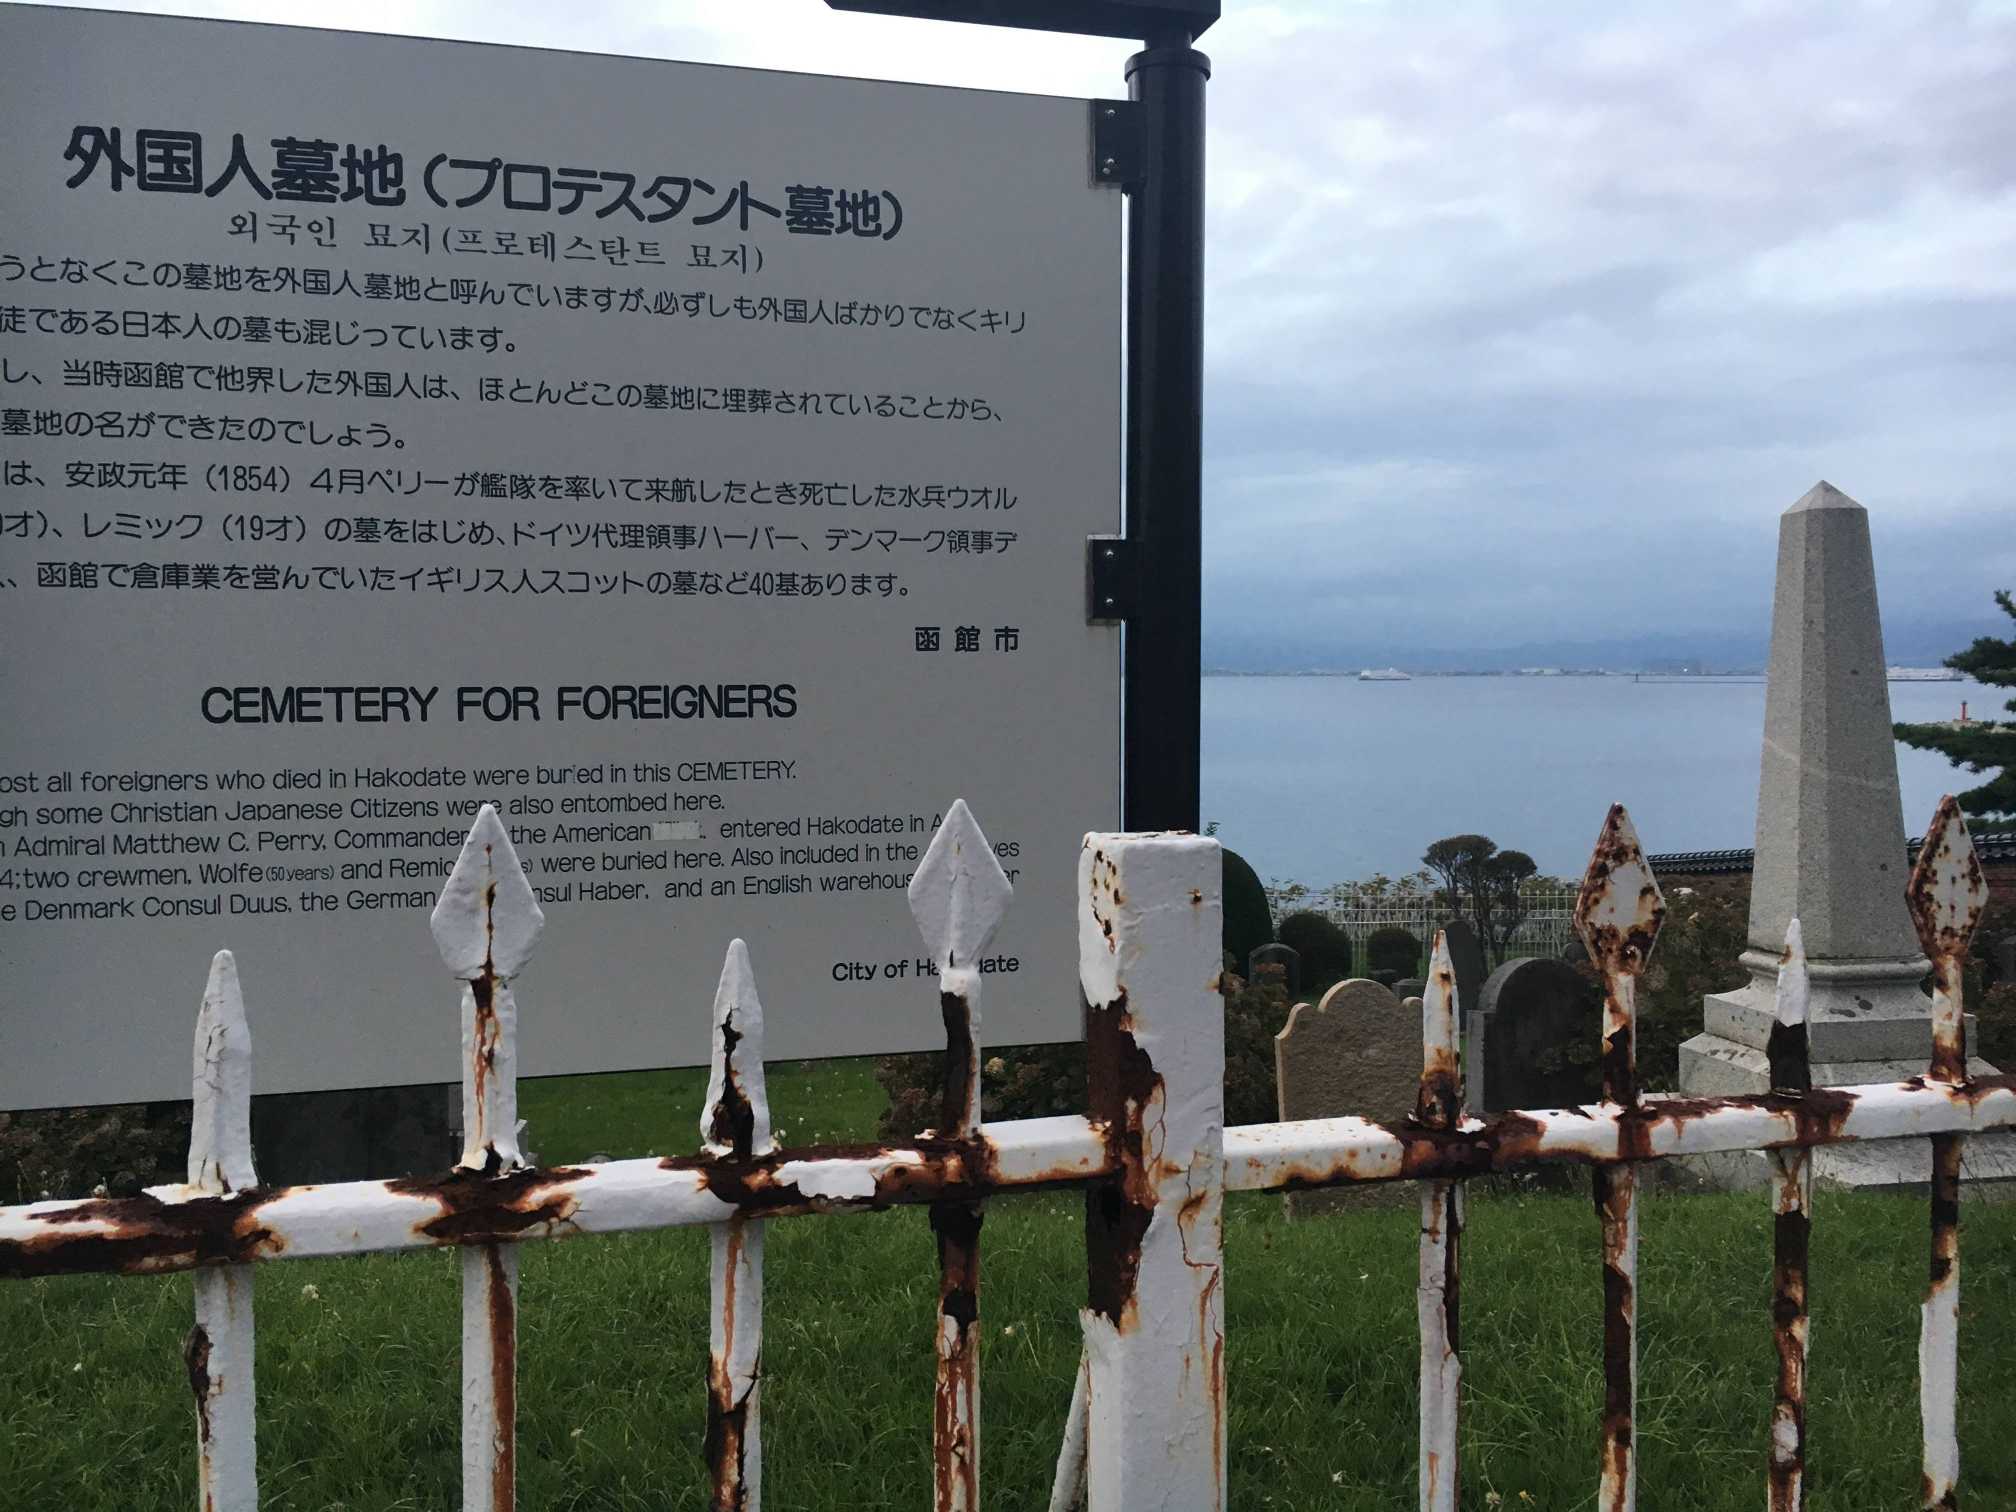 外国人墓地（プロテスタント墓地）
외국인 묘지(프로테스탄트 묘지)
うとなくこの墓地を外国人墓地と呼んでいますが、必ずしも外国人ばかりでなくキリ
徒である日本人の墓も混じっています。
し、当時函館で他界した外国人は、ほとんどこの墓地に埋葬されていることから、
墓地の名ができたのでしょう。
は、安政元年（1854）４月ペリーが艦隊を率いて来航したとき死亡した水兵ウオル
オ）、レミック（19オ）の墓をはじめ、ドイツ代理領事ハーバー、デンマーク領事デ
、函館で倉庫業を営んでいたイギリス人スコットの墓など40基あります。
函館市
CEMETERY FOR FOREIGNERS
ost all foreigners who died in Hakodate were buried in this CEMETERY.
gh some Christian Japanese Citizens were also entombed here.
Admiral Matthew C. Perry, Commander the American entered Hakodate in A
4;two crewmen, Wolfe(50years) and Remic were buried here. Also included in the ves
e Denmark Consul Duus, the German nsul Haber, and an English warehous er
City of Ha date